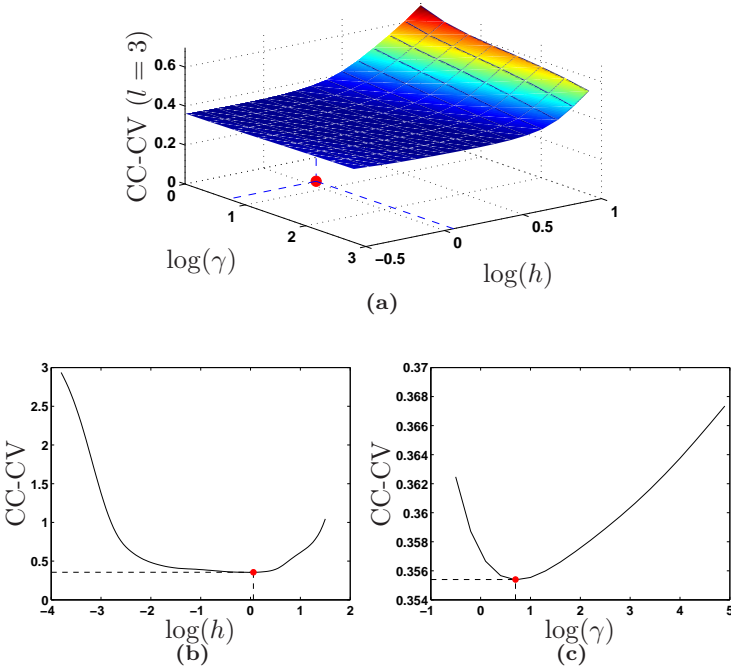 0.6
0.4
0.2
0
CC-CV (l = 3)
0
1
2
3
log(γ)
−0.5
0
0.5
1
log(h)
(a)
3
2.5
2
1.5
1
0.5
0
CC-CV
−4 −3 −2 −1 0 1 2
log(h)
(b)
0.37
0.368
0.366
0.364
0.362
0.36
0.358
0.356
0.354
CC-CV
−1 0 1 2 3 4 5
log(γ)
(c)